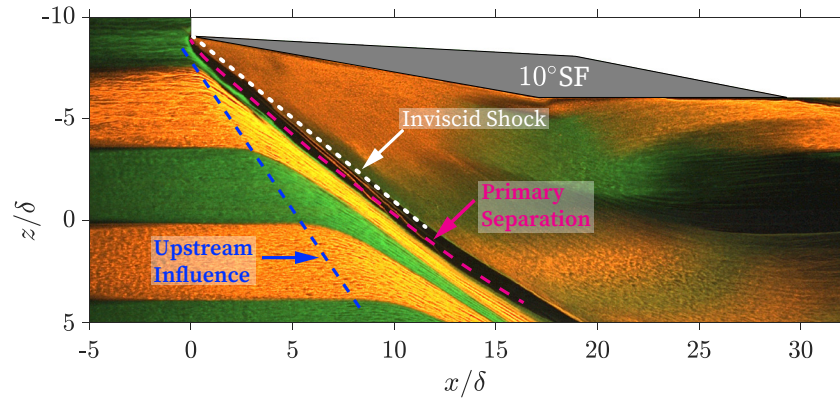 -10
10°SF
-5
Inviscid Shock
Primary
Separation
z/δ
0
Upstream
Influence
5
-5
0
5
10
15
20
25
30
x/δ